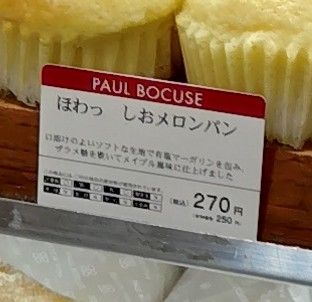 PAUL BOCUSE
ほわっ しおメロンパン
口溶けのよいソフトな生地で有塩マーガリンを包み、
ザラメ糖を敷いてメイプル風味に仕上げました
(税込) 270円
250円